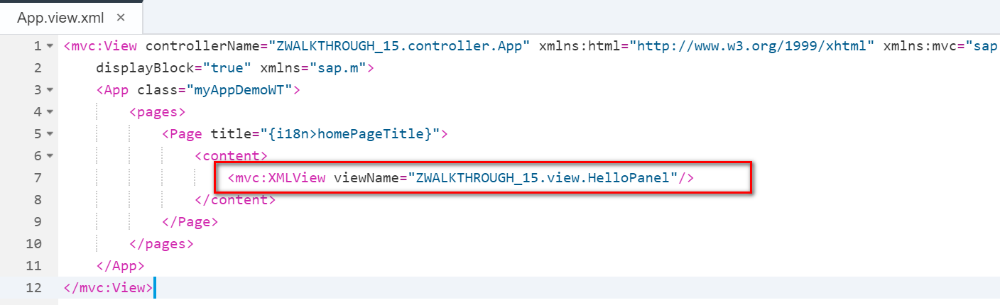 App.view.xml ×
1 <mvc:View controllerName="ZWALKTHROUGH_15.controller.App" xmlns:html="http://www.w3.org/1999/xhtml" xmlns:mvc="sap
2 displayBlock="true" xmlns="sap.m">
3 <App class="myAppDemoWT">
4 <pages>
5 <Page title="{i18n>homePageTitle}">
6 <content>
7 <mvc:XMLView viewName="ZWALKTHROUGH_15.view.HelloPanel"/>
8 </content>
9 </Page>
10 </pages>
11 </App>
12 </mvc:View>